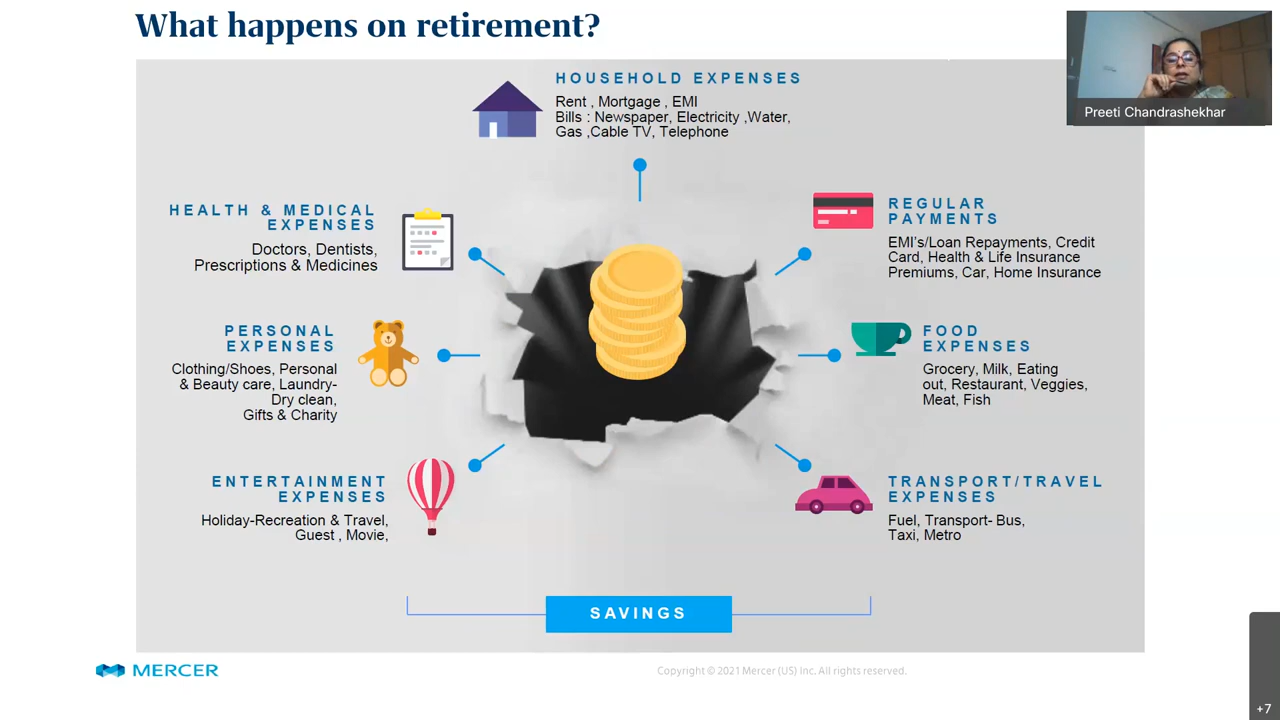 What happens on retirement?
Preeti Chandrashekhar
HOUSEHOLD EXPENSES
Rent , Mortgage , EMI
Bills : Newspaper, Electricity ,Water,
Gas ,Cable TV, Telephone
HEALTH & MEDICAL
EXPENSES
Doctors, Dentists,
Prescriptions & Medicines
REGULAR
PAYMENTS
EMI's/Loan Repayments, Credit
Card, Health & Life Insurance
Premiums, Car, Home Insurance
PERSONAL
EXPENSES
Clothing/Shoes, Personal
& Beauty care, Laundry-
Dry clean,
Gifts & Charity
FOOD
EXPENSES
Grocery, Milk, Eating
out, Restaurant, Veggies,
Meat, Fish
ENTERTAINMENT
EXPENSES
Holiday-Recreation & Travel,
Guest , Movie,
TRANSPORT/TRAVEL
EXPENSES
Fuel, Transport- Bus,
Taxi, Metro
SAVINGS
MERCER
Copyright © 2021 Mercer (US) Inc. All rights reserved.
+7